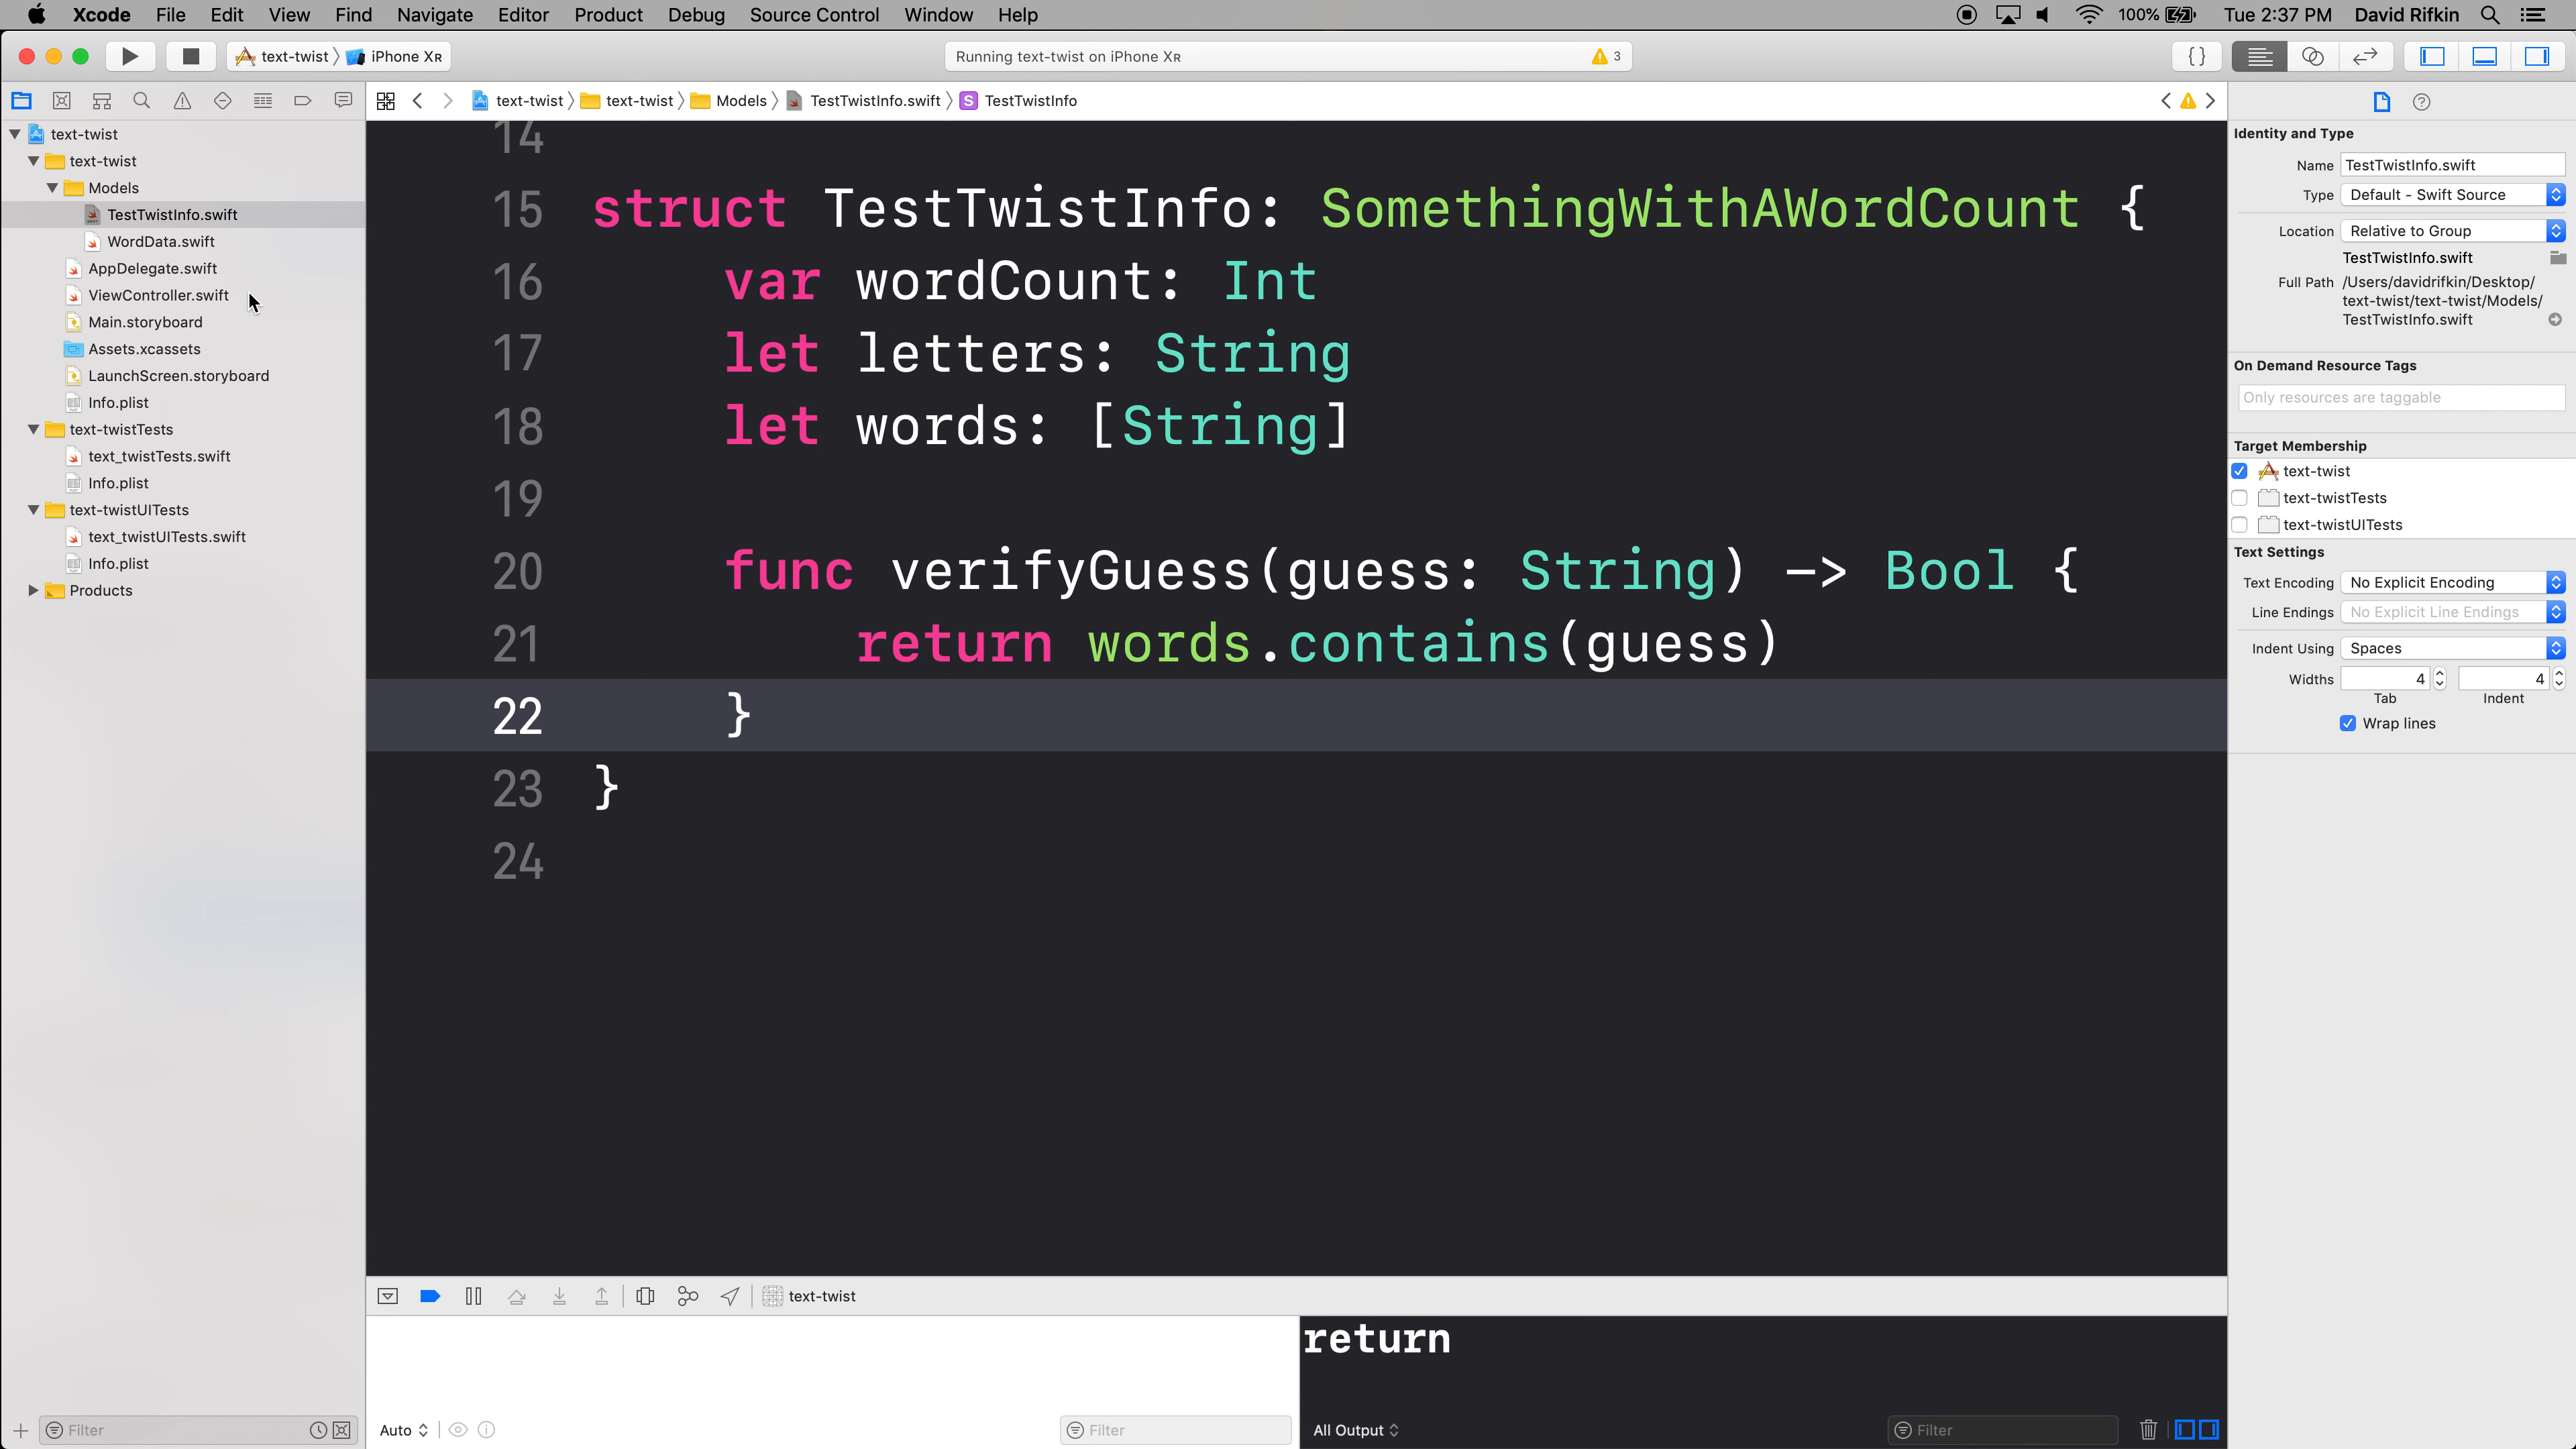 Xcode File Edit View Find Navigate Editor Product Debug Source Control Window Help 100% Tue 2:37 PM David Rifkin
text-twist iPhone XR Running text-twist on iPhone XR 3 {}
text-twist text-twist Models TestTwistInfo.swift S TestTwistInfo
text-twist
text-twist
Models
TestTwistInfo.swift
WordData.swift
AppDelegate.swift
ViewController.swift
Main.storyboard
Assets.xcassets
LaunchScreen.storyboard
Info.plist
text-twistTests
text_twistTests.swift
Info.plist
text-twistUITests
text_twistUITests.swift
Info.plist
Products
Filter
14
15 struct TestTwistInfo: SomethingWithAWordCount {
16 var wordCount: Int
17 let letters: String
18 let words: [String]
19
20 func verifyGuess(guess: String) -> Bool {
21 return words.contains(guess)
22 }
23 }
24
text-twist
return
Auto Filter
All Output Filter
Identity and Type
Name TestTwistInfo.swift
Type Default - Swift Source
Location Relative to Group
TestTwistInfo.swift
Full Path /Users/davidrifkin/Desktop/
text-twist/text-twist/Models/
TestTwistInfo.swift
On Demand Resource Tags
Only resources are taggable
Target Membership
text-twist
text-twistTests
text-twistUITests
Text Settings
Text Encoding No Explicit Encoding
Line Endings No Explicit Line Endings
Indent Using Spaces
Widths 4 4
Tab Indent
Wrap lines